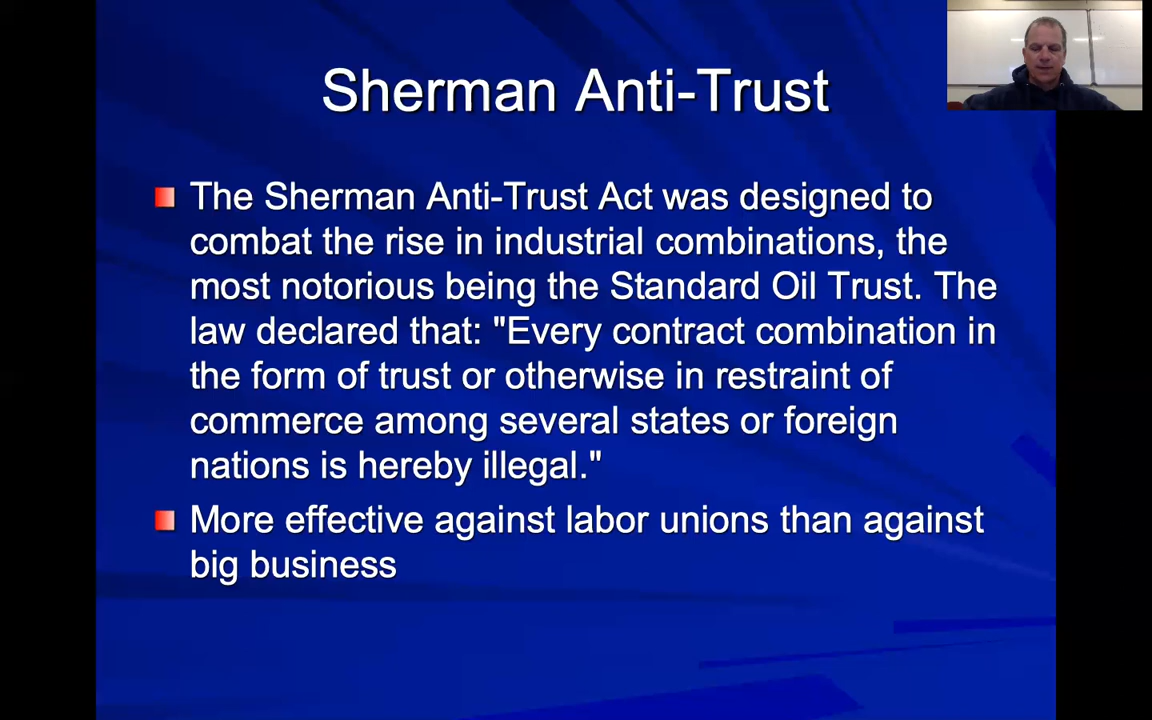 Sherman Anti-Trust
The Sherman Anti-Trust Act was designed to
combat the rise in industrial combinations, the
most notorious being the Standard Oil Trust. The
law declared that: "Every contract combination in
the form of trust or otherwise in restraint of
commerce among several states or foreign
nations is hereby illegal."
More effective against labor unions than against
big business